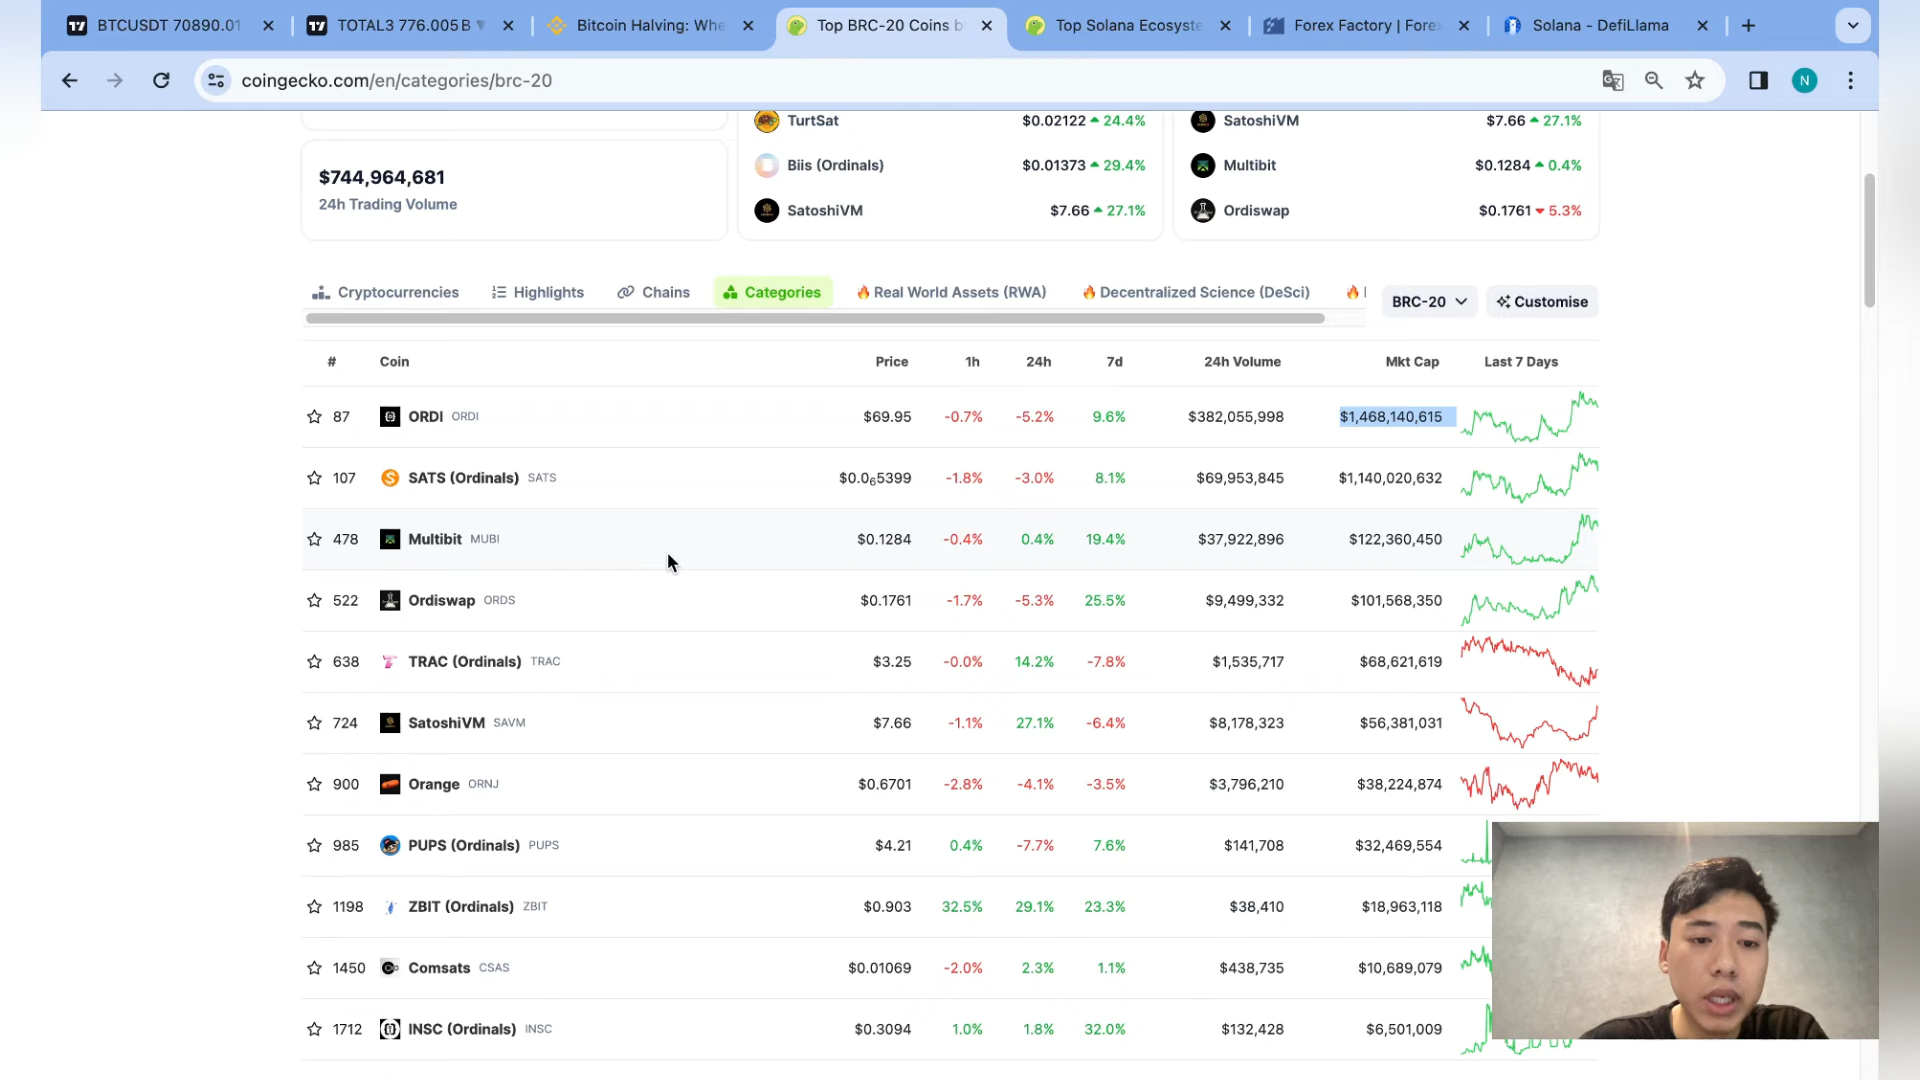 BTCUSDT 70890.01
TOTAL3 776.005 B
Bitcoin Halving: Whe
Top BRC-20 Coins b
Top Solana Ecosyste
Forex Factory | Forex
Solana - DefiLlama
coingecko.com/en/categories/brc-20
N
TurtSat $0.02122 24.4%
SatoshiVM $7.66 27.1%
$744,964,681
24h Trading Volume
Biis (Ordinals) $0.01373 29.4%
Multibit $0.1284 0.4%
SatoshiVM $7.66 27.1%
Ordiswap $0.1761 5.3%
Cryptocurrencies Highlights Chains Categories Real World Assets (RWA) Decentralized Science (DeSci) BRC-20 Customise
# Coin Price 1h 24h 7d 24h Volume Mkt Cap Last 7 Days
87 ORDI ORDI $69.95 -0.7% -5.2% 9.6% $382,055,998 $1,468,140,615
107 SATS (Ordinals) SATS $0.0₆5399 -1.8% -3.0% 8.1% $69,953,845 $1,140,020,632
478 Multibit MUBI $0.1284 -0.4% 0.4% 19.4% $37,922,896 $122,360,450
522 Ordiswap ORDS $0.1761 -1.7% -5.3% 25.5% $9,499,332 $101,568,350
638 TRAC (Ordinals) TRAC $3.25 -0.0% 14.2% -7.8% $1,535,717 $68,621,619
724 SatoshiVM SAVM $7.66 -1.1% 27.1% -6.4% $8,178,323 $56,381,031
900 Orange ORNJ $0.6701 -2.8% -4.1% -3.5% $3,796,210 $38,224,874
985 PUPS (Ordinals) PUPS $4.21 0.4% -7.7% 7.6% $141,708 $32,469,554
1198 ZBIT (Ordinals) ZBIT $0.903 32.5% 29.1% 23.3% $38,410 $18,963,118
1450 Comsats CSAS $0.01069 -2.0% 2.3% 1.1% $438,735 $10,689,079
1712 INSC (Ordinals) INSC $0.3094 1.0% 1.8% 32.0% $132,428 $6,501,009